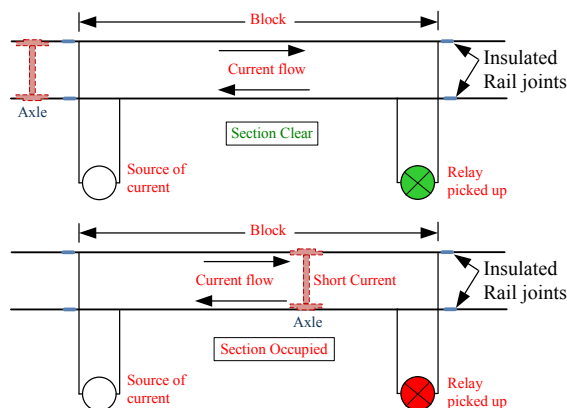 Block
Current flow
Insulated
Rail joints
Axle
Section Clear
Source of
current
Relay
picked up
Block
Current flow
Short Current
Insulated
Rail joints
Axle
Section Occupied
Source of
current
Relay
picked up